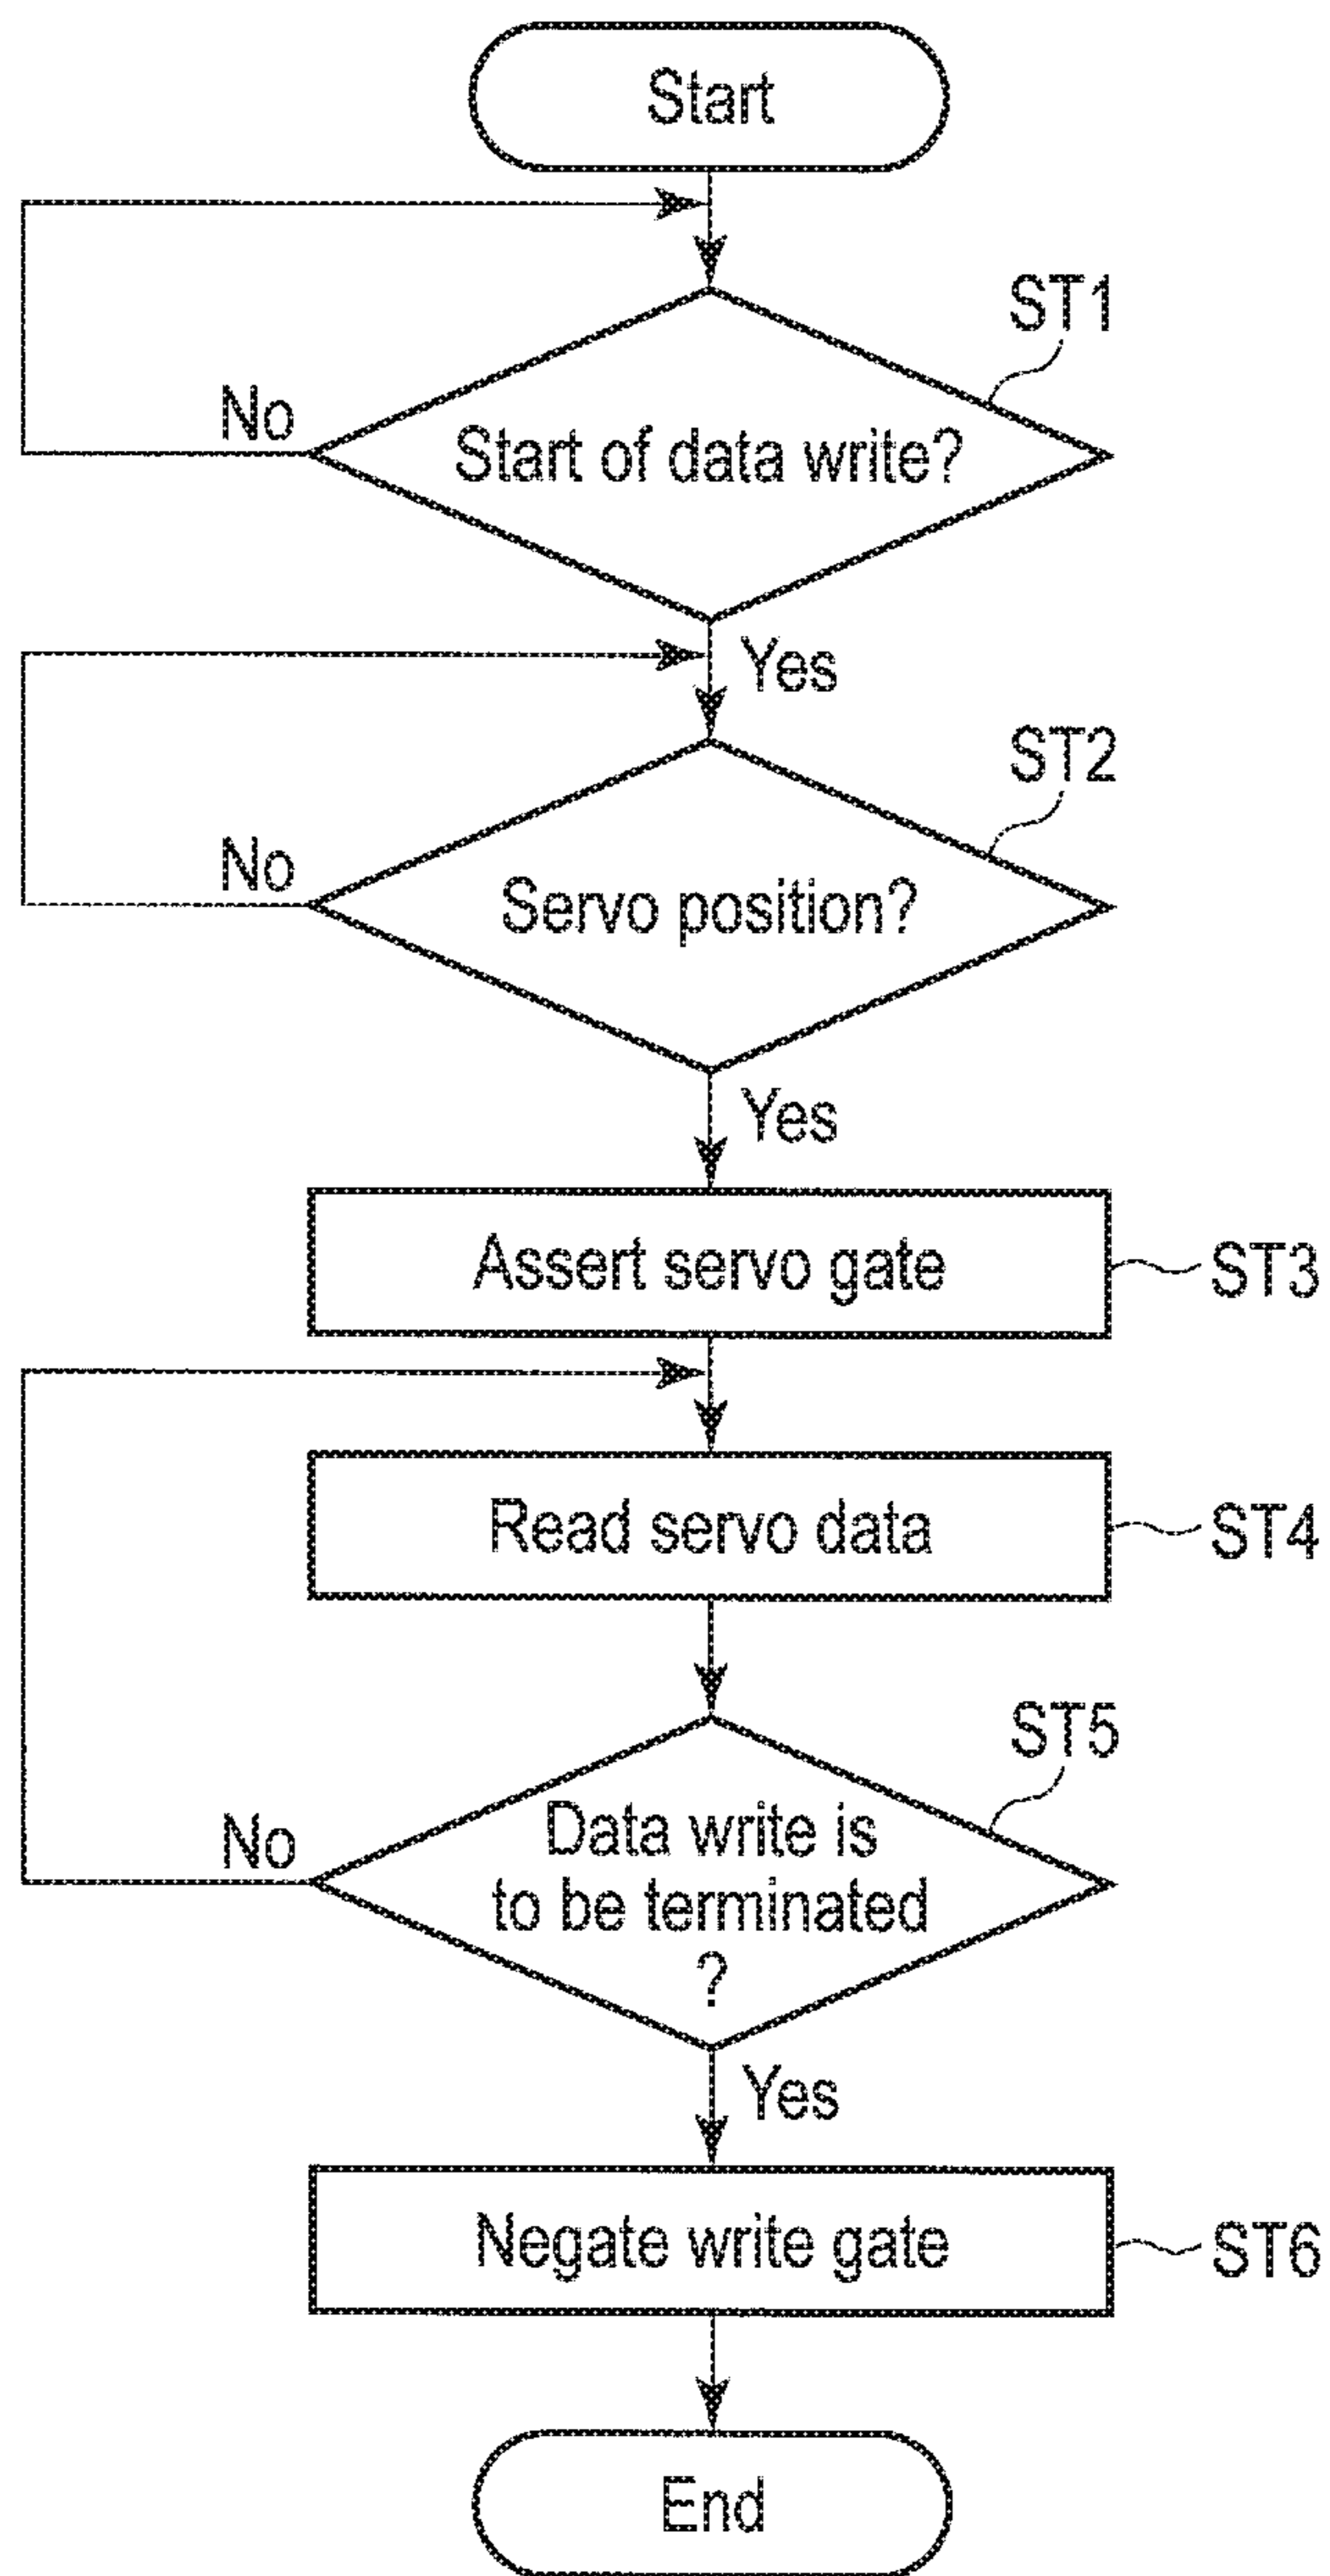 Start
ST1
No
Start of data write?
Yes
ST2
No
Servo position?
Yes
Assert servo gate
ST3
Read servo data
ST4
ST5
No
Data write is
to be terminated
?
Yes
Negate write gate
ST6
End